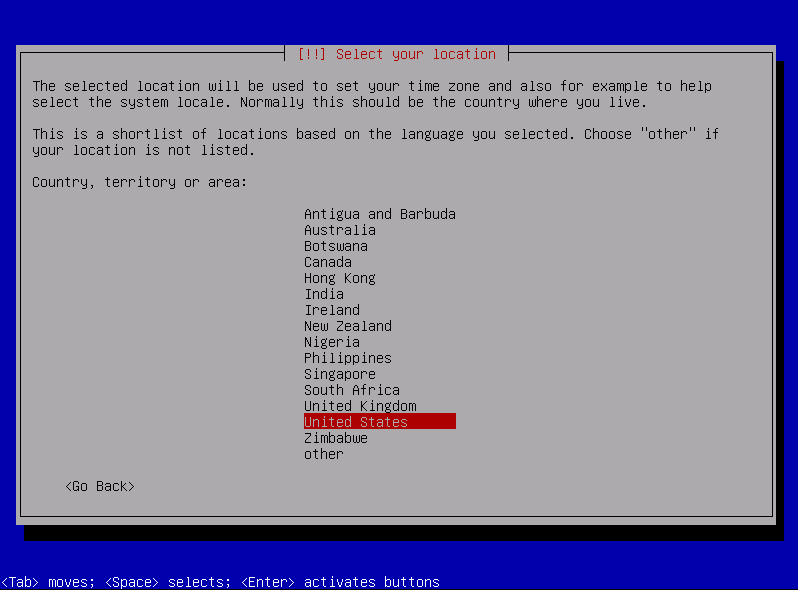 [!!] Select your location
The selected location will be used to set your time zone and also for example to help
select the system locale. Normally this should be the country where you live.
This is a shortlist of locations based on the language you selected. Choose "other" if
your location is not listed.
Country, territory or area:
Antigua and Barbuda
Australia
Botswana
Canada
Hong Kong
India
Ireland
New Zealand
Nigeria
Philippines
Singapore
South Africa
United Kingdom
United States
Zimbabwe
other
<Go Back>
<Tab> moves; <Space> selects; <Enter> activates buttons